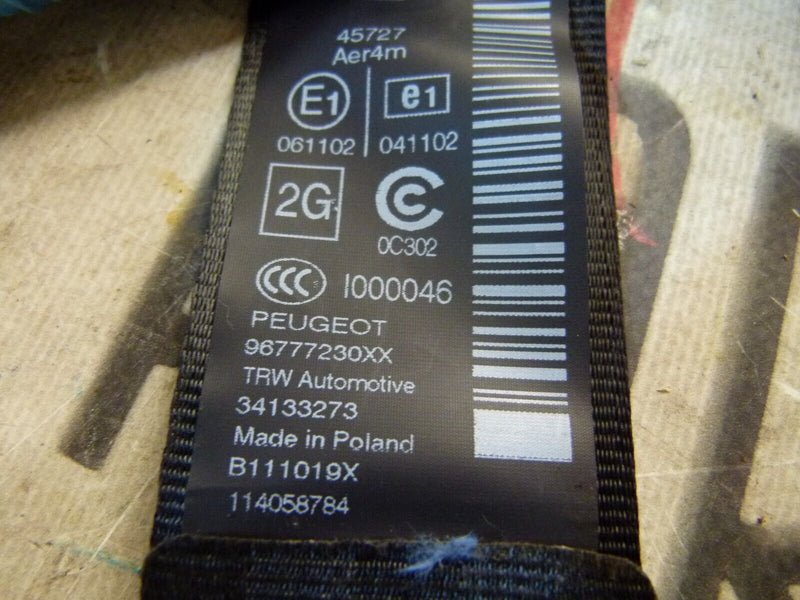 45727
Aer4m
E1 e1
061102 041102
2G
0C302
CCC I000046
PEUGEOT
96777230XX
TRW Automotive
34133273
Made in Poland
B111019X
114058784